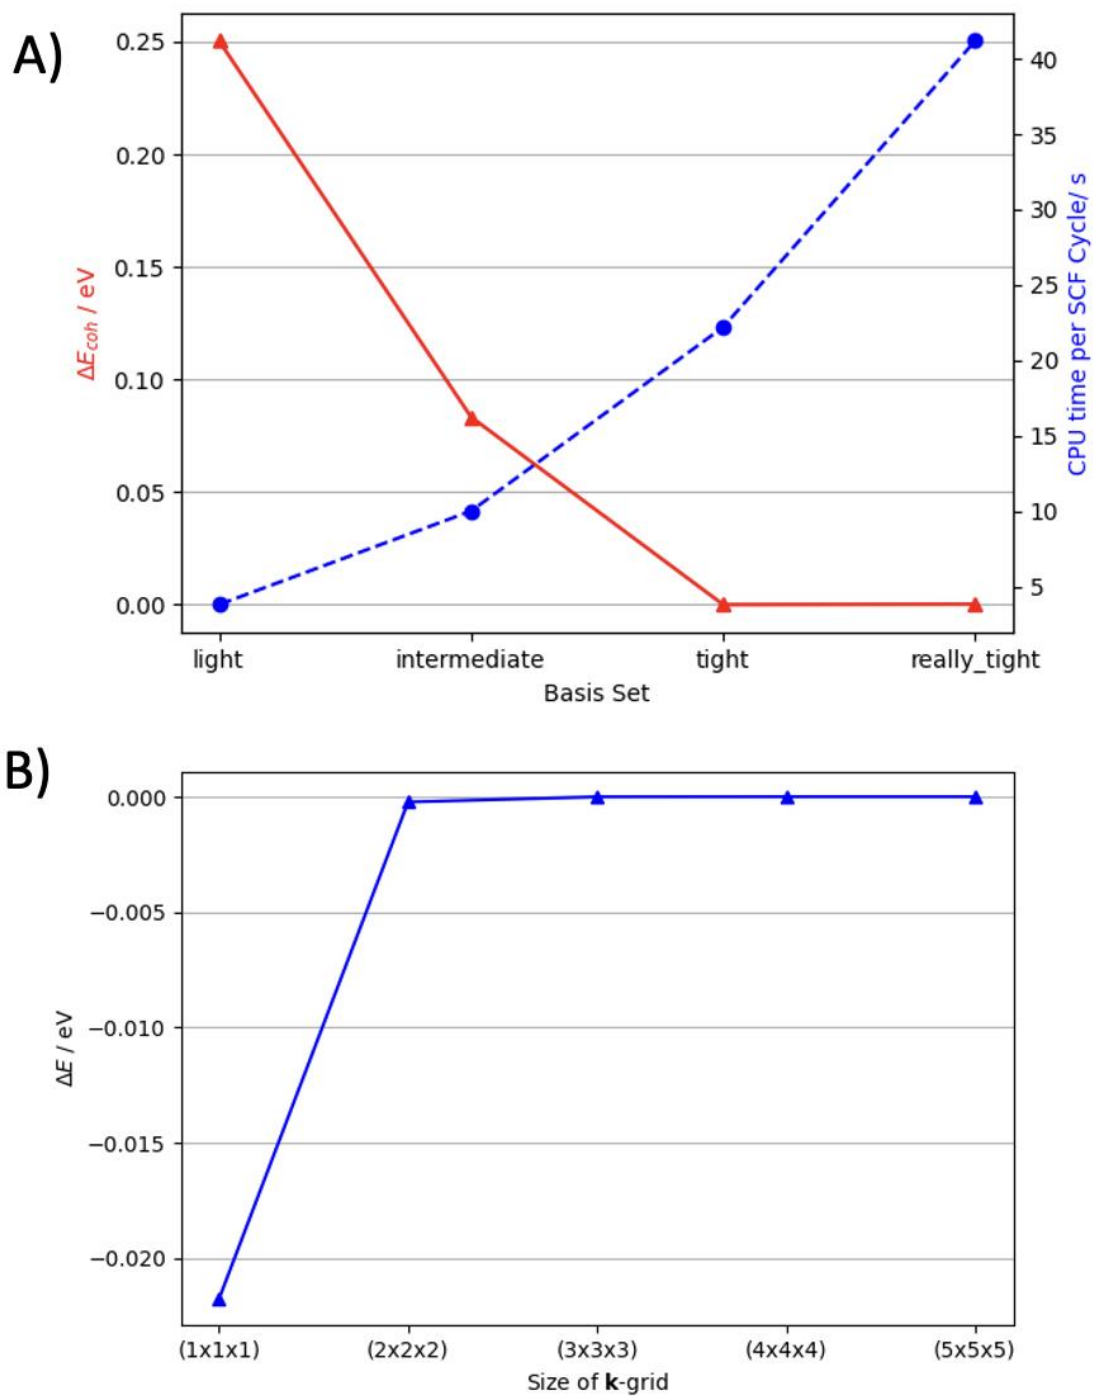 A)
0.25
0.20
0.15
0.10
0.05
0.00
ΔE_coh / eV
40
35
30
25
20
15
10
5
CPU time per SCF Cycle/ s
light intermediate tight really_tight
Basis Set
B)
0.000
−0.005
−0.010
−0.015
−0.020
ΔE / eV
(1x1x1) (2x2x2) (3x3x3) (4x4x4) (5x5x5)
Size of k-grid